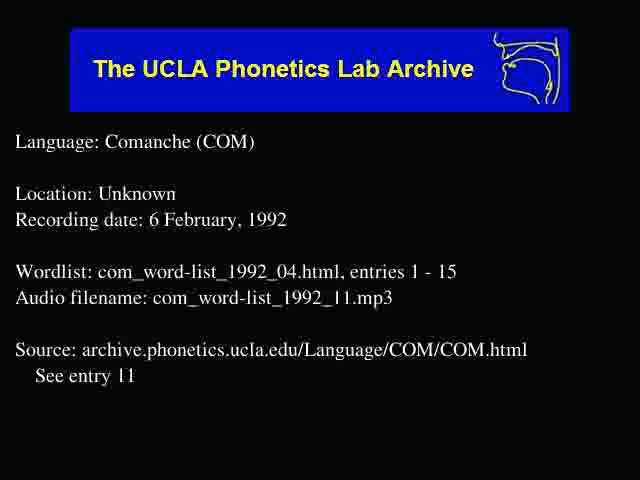 The UCLA Phonetics Lab Archive
Language: Comanche (COM)
Location: Unknown
Recording date: 6 February, 1992
Wordlist: com_word-list_1992_04.html, entries 1 - 15
Audio filename: com_word-list_1992_11.mp3
Source: archive.phonetics.ucla.edu/Language/COM/COM.html
See entry 11